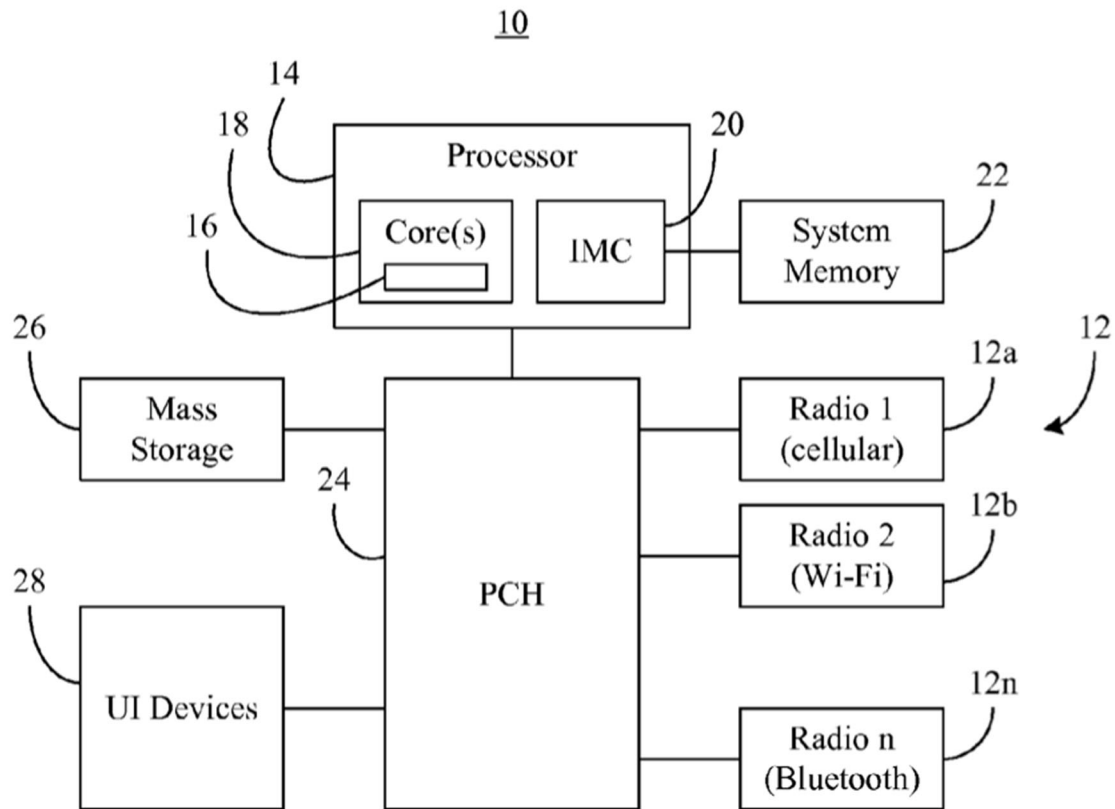 10
14
18
16
20
22
Processor
Core(s)
IMC
System
Memory
26
Mass
Storage
24
PCH
28
UI Devices
12a
12
Radio 1
(cellular)
12b
Radio 2
(Wi-Fi)
12n
Radio n
(Bluetooth)